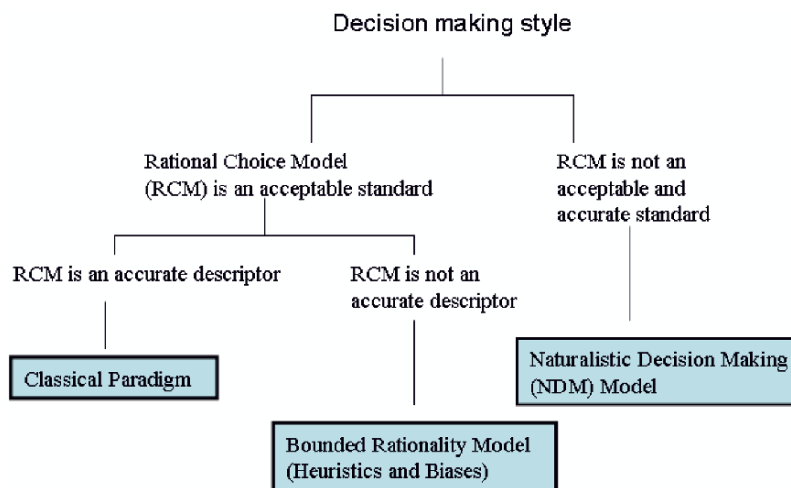 Decision making style
Rational Choice Model
(RCM) is an acceptable standard
RCM is not an
acceptable and
accurate standard
RCM is an accurate descriptor
RCM is not an
accurate descriptor
Classical Paradigm
Naturalistic Decision Making
(NDM) Model
Bounded Rationality Model
(Heuristics and Biases)